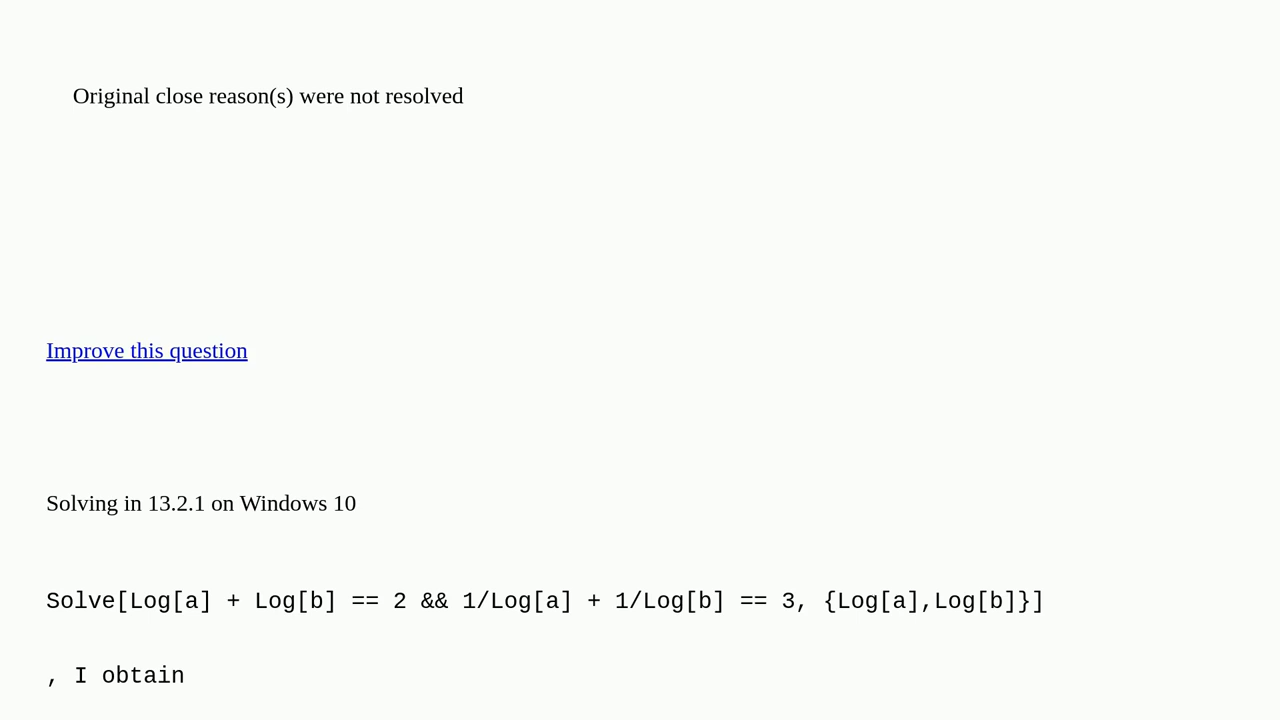 Original close reason(s) were not resolved
Improve this question
Solving in 13.2.1 on Windows 10
Solve[Log[a] + Log[b] == 2 && 1/Log[a] + 1/Log[b] == 3, {Log[a],Log[b]}]
, I obtain